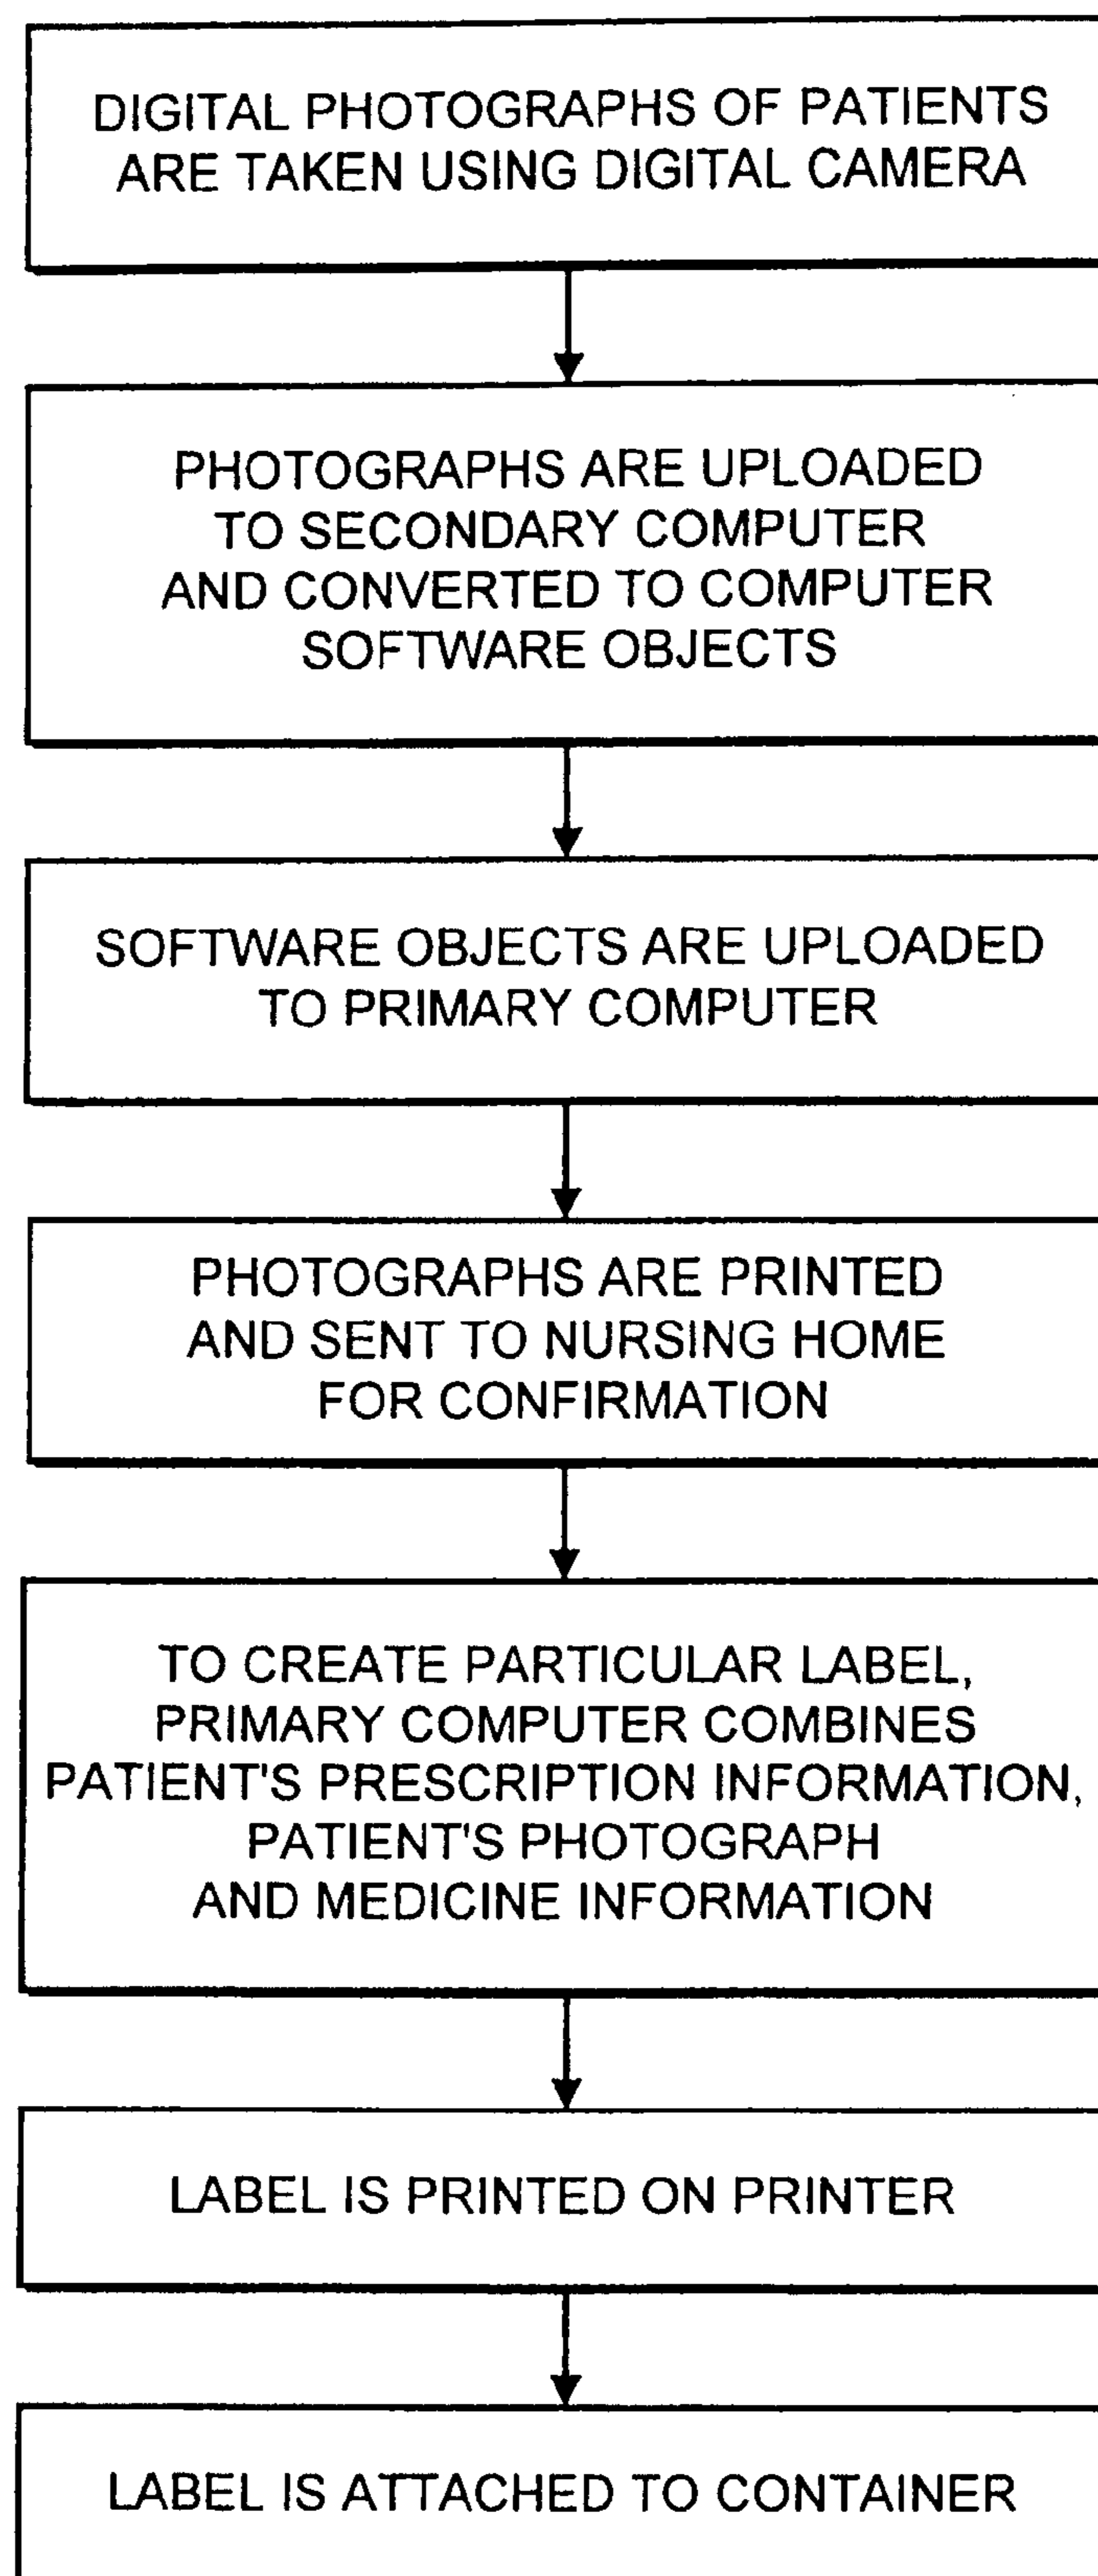 DIGITAL PHOTOGRAPHS OF PATIENTS
ARE TAKEN USING DIGITAL CAMERA
PHOTOGRAPHS ARE UPLOADED
TO SECONDARY COMPUTER
AND CONVERTED TO COMPUTER
SOFTWARE OBJECTS
SOFTWARE OBJECTS ARE UPLOADED
TO PRIMARY COMPUTER
PHOTOGRAPHS ARE PRINTED
AND SENT TO NURSING HOME
FOR CONFIRMATION
TO CREATE PARTICULAR LABEL,
PRIMARY COMPUTER COMBINES
PATIENT'S PRESCRIPTION INFORMATION,
PATIENT'S PHOTOGRAPH
AND MEDICINE INFORMATION
LABEL IS PRINTED ON PRINTER
LABEL IS ATTACHED TO CONTAINER